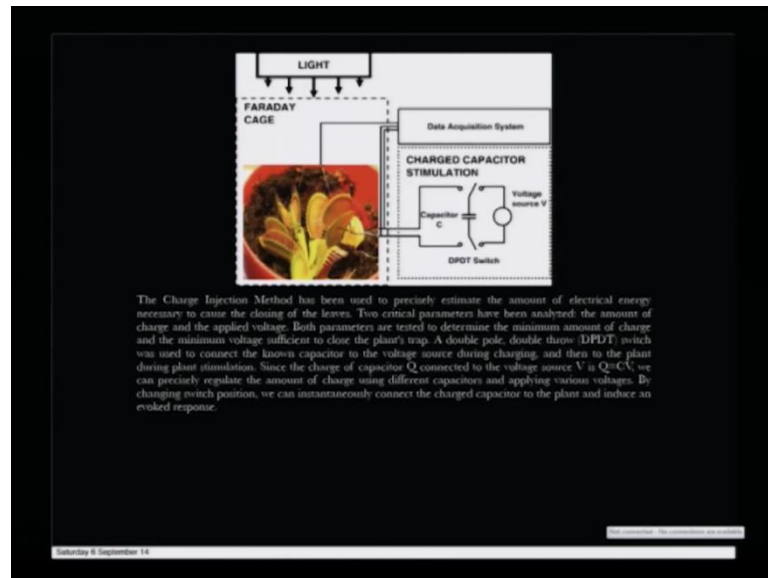 LIGHT
FARADAY
CAGE
Data Acquisition System
CHARGED CAPACITOR
STIMULATION
Voltage
source V
Capacitor
C
DPDT Switch
The Charge Injection Method has been used to precisely estimate the amount of electrical energy
necessary to cause the closing of the leaves. Two critical parameters have been analyzed: the amount of
charge and the applied voltage. Both parameters are tested to determine the minimum amount of charge
and the minimum voltage sufficient to close the plant's trap. A double pole, double throw (DPDT) switch
was used to connect the known capacitor to the voltage source during charging, and then to the plant
during plant stimulation. Since the charge of capacitor Q connected to the voltage source V is Q=CV, we
can precisely regulate the amount of charge using different capacitors and applying various voltages. By
changing switch position, we can instantaneously connect the charged capacitor to the plant and induce an
evoked response.
Not connected - No connections are available
Saturday 6 September 14